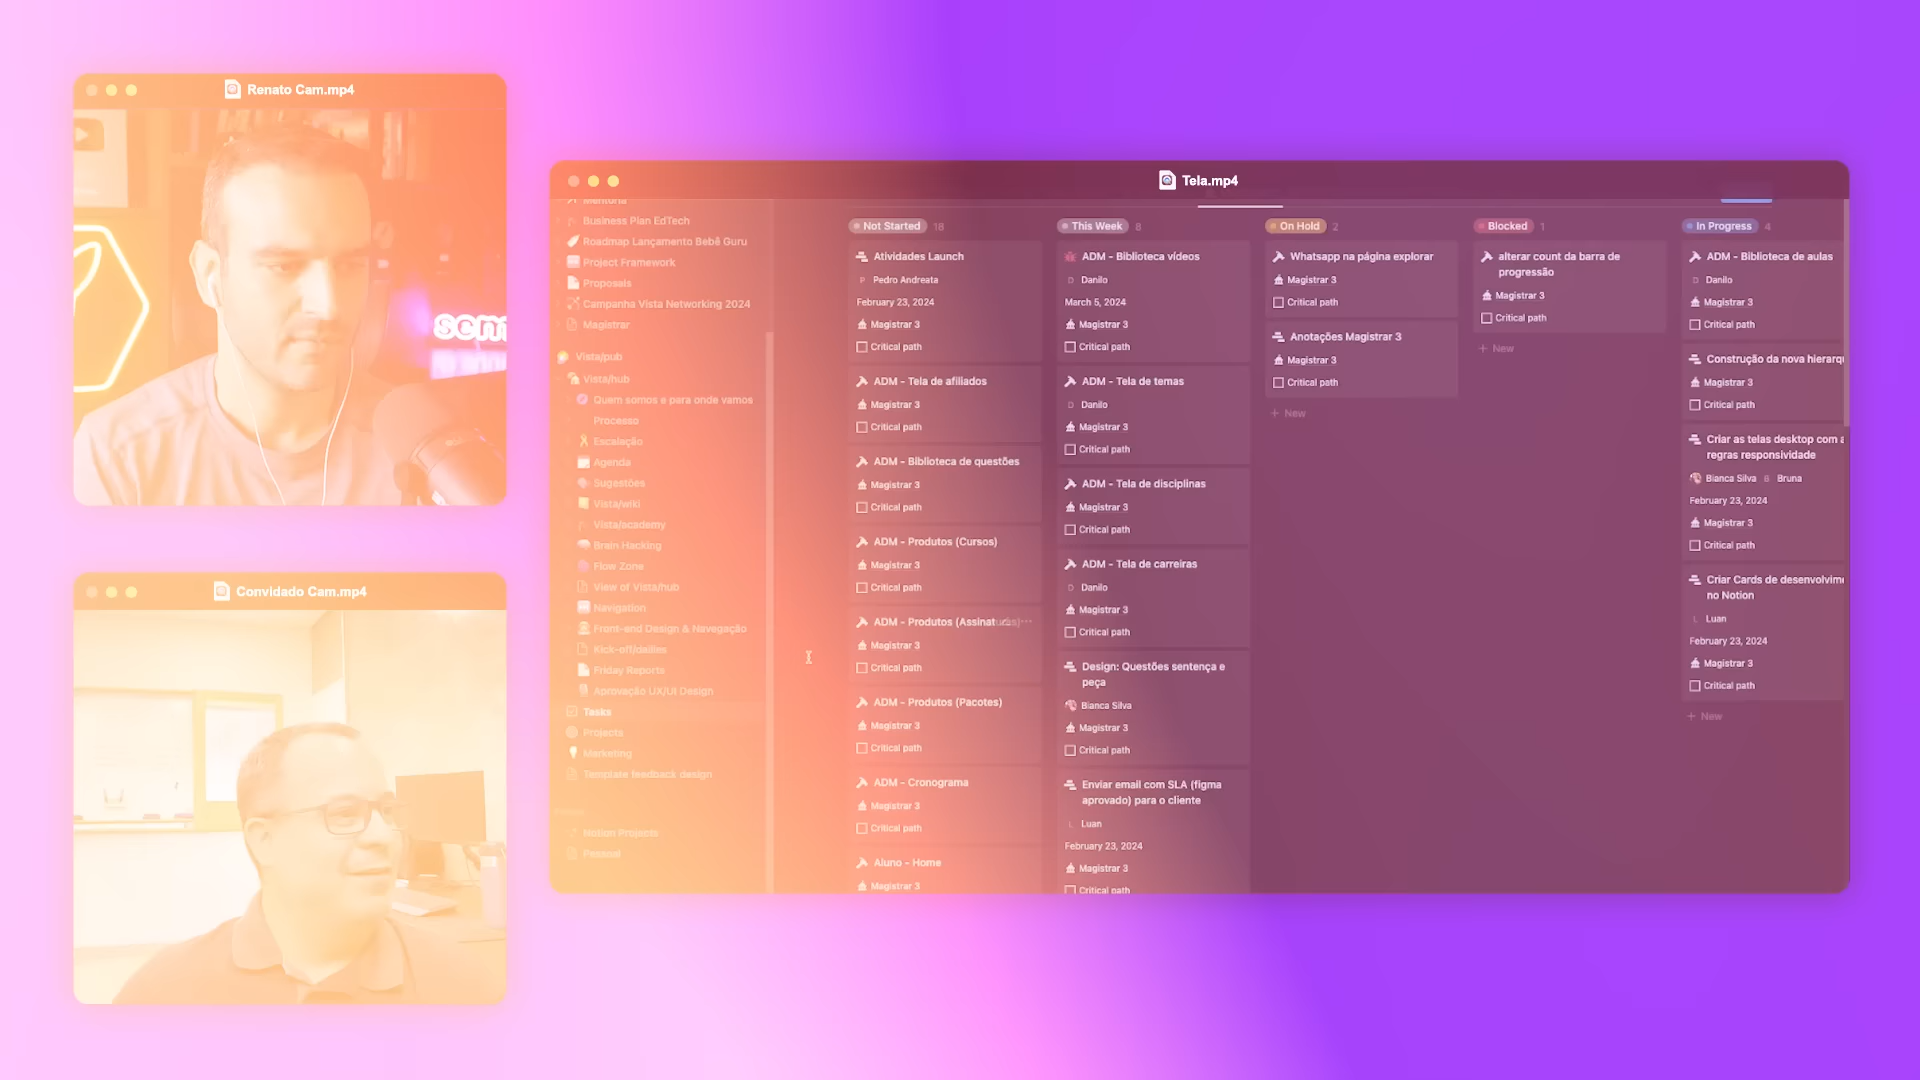 Renato Cam.mp4
Convidado Cam.mp4
Tela.mp4
Mentoria
Business Plan EdTech
Roadmap Lançamento Bebê Guru
Project Framework
Proposals
Campanha Vista Networking 2024
Magistrar
Vista/pub
Vista/hub
Quem somos e para onde vamos
Processo
Escalação
Agenda
Sugestões
Vista/wiki
Vista/academy
Brain Hacking
Flow Zone
View of Vista/hub
Navigation
Front-end Design & Navegação
Kick-off/dailies
Friday Reports
Aprovação UX/UI Design
Tasks
Projects
Marketing
Template feedback design
Notion Projects
Pessoal
Not Started 18
Atividades Launch
P Pedro Andreata
February 23, 2024
Magistrar 3
Critical path
ADM - Tela de afiliados
Magistrar 3
Critical path
ADM - Biblioteca de questões
Magistrar 3
Critical path
ADM - Produtos (Cursos)
Magistrar 3
Critical path
ADM - Produtos (Assinaturas)
Magistrar 3
Critical path
ADM - Produtos (Pacotes)
Magistrar 3
Critical path
ADM - Cronograma
Magistrar 3
Critical path
Aluno - Home
Magistrar 3
This Week 8
ADM - Biblioteca vídeos
D Danilo
March 5, 2024
Magistrar 3
Critical path
ADM - Tela de temas
D Danilo
Magistrar 3
Critical path
ADM - Tela de disciplinas
Magistrar 3
Critical path
ADM - Tela de carreiras
D Danilo
Magistrar 3
Critical path
Design: Questões sentença e
peça
Bianca Silva
Magistrar 3
Critical path
Enviar email com SLA (figma
aprovado) para o cliente
L Luan
February 23, 2024
Magistrar 3
Critical path
On Hold 2
Whatsapp na página explorar
Magistrar 3
Critical path
Anotações Magistrar 3
Magistrar 3
Critical path
+ New
Blocked 1
alterar count da barra de
progressão
Magistrar 3
Critical path
+ New
In Progress 4
ADM - Biblioteca de aulas
D Danilo
Magistrar 3
Critical path
Construção da nova hierarqu
Magistrar 3
Critical path
Criar as telas desktop com a
regras responsividade
Bianca Silva B Bruna
February 23, 2024
Magistrar 3
Critical path
Criar Cards de desenvolvime
no Notion
L Luan
February 23, 2024
Magistrar 3
Critical path
+ New